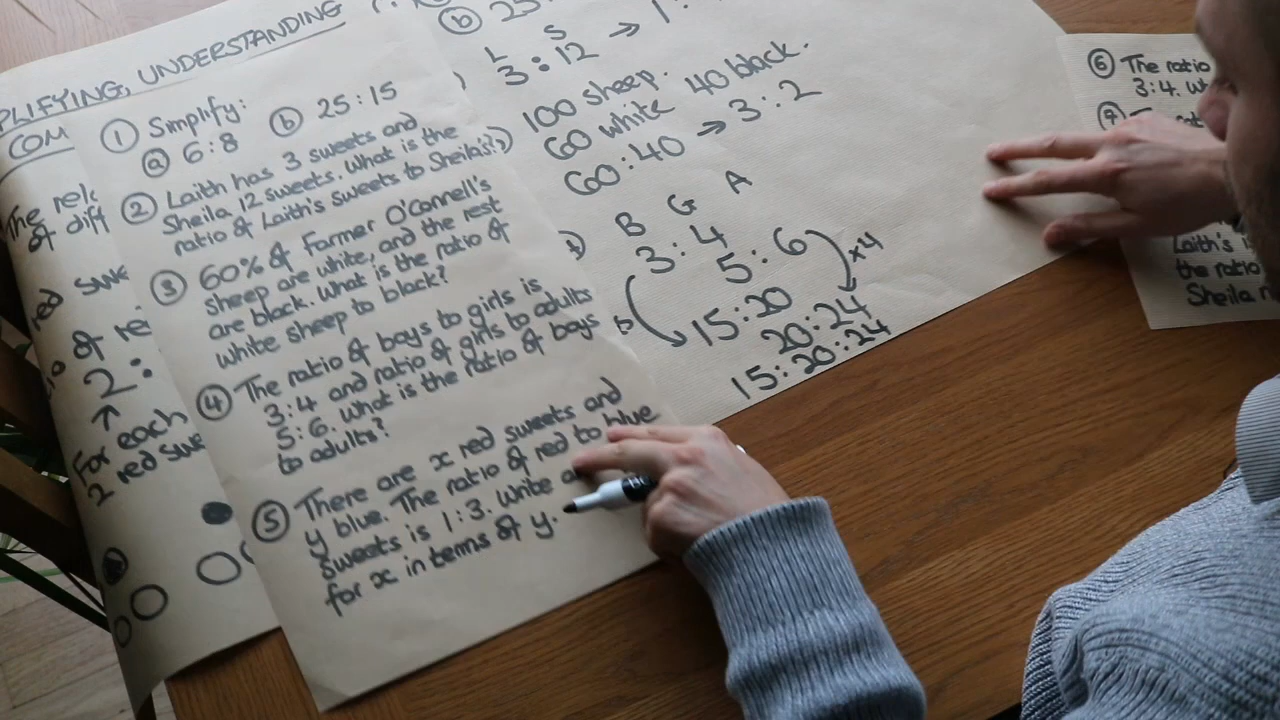 PLIFYING, UNDERSTANDING
COM
The rel
of diff
red swe
of re
2:
↑
For each
2 red swe
① Simplify:
ⓐ 6:8 ⓑ 25:15
② Laith has 3 sweets and
Sheila 12 sweets. What is the
ratio of Laith's sweets to Sheila's?
③ 60% of Farmer O'Connell's
sheep are white, and the rest
are black. What is the ratio of
white sheep to black?
④ The ratio of boys to girls is
3:4 and ratio of girls to adults
5:6. What is the ratio of boys
to adults?
⑤ There are x red sweets and
y blue. The ratio of red to blue
sweets is 1:3. Write a
for x in terms of y.
ⓑ 25:
L S
3:12 → 1:
100 sheep.
60 white 40 black.
60:40 → 3:2
B G A
3:4
5:6
×4
15:20
20:24
15:20:24
⑥ The ratio
3:4. W
Laith's
the ratio
Sheila